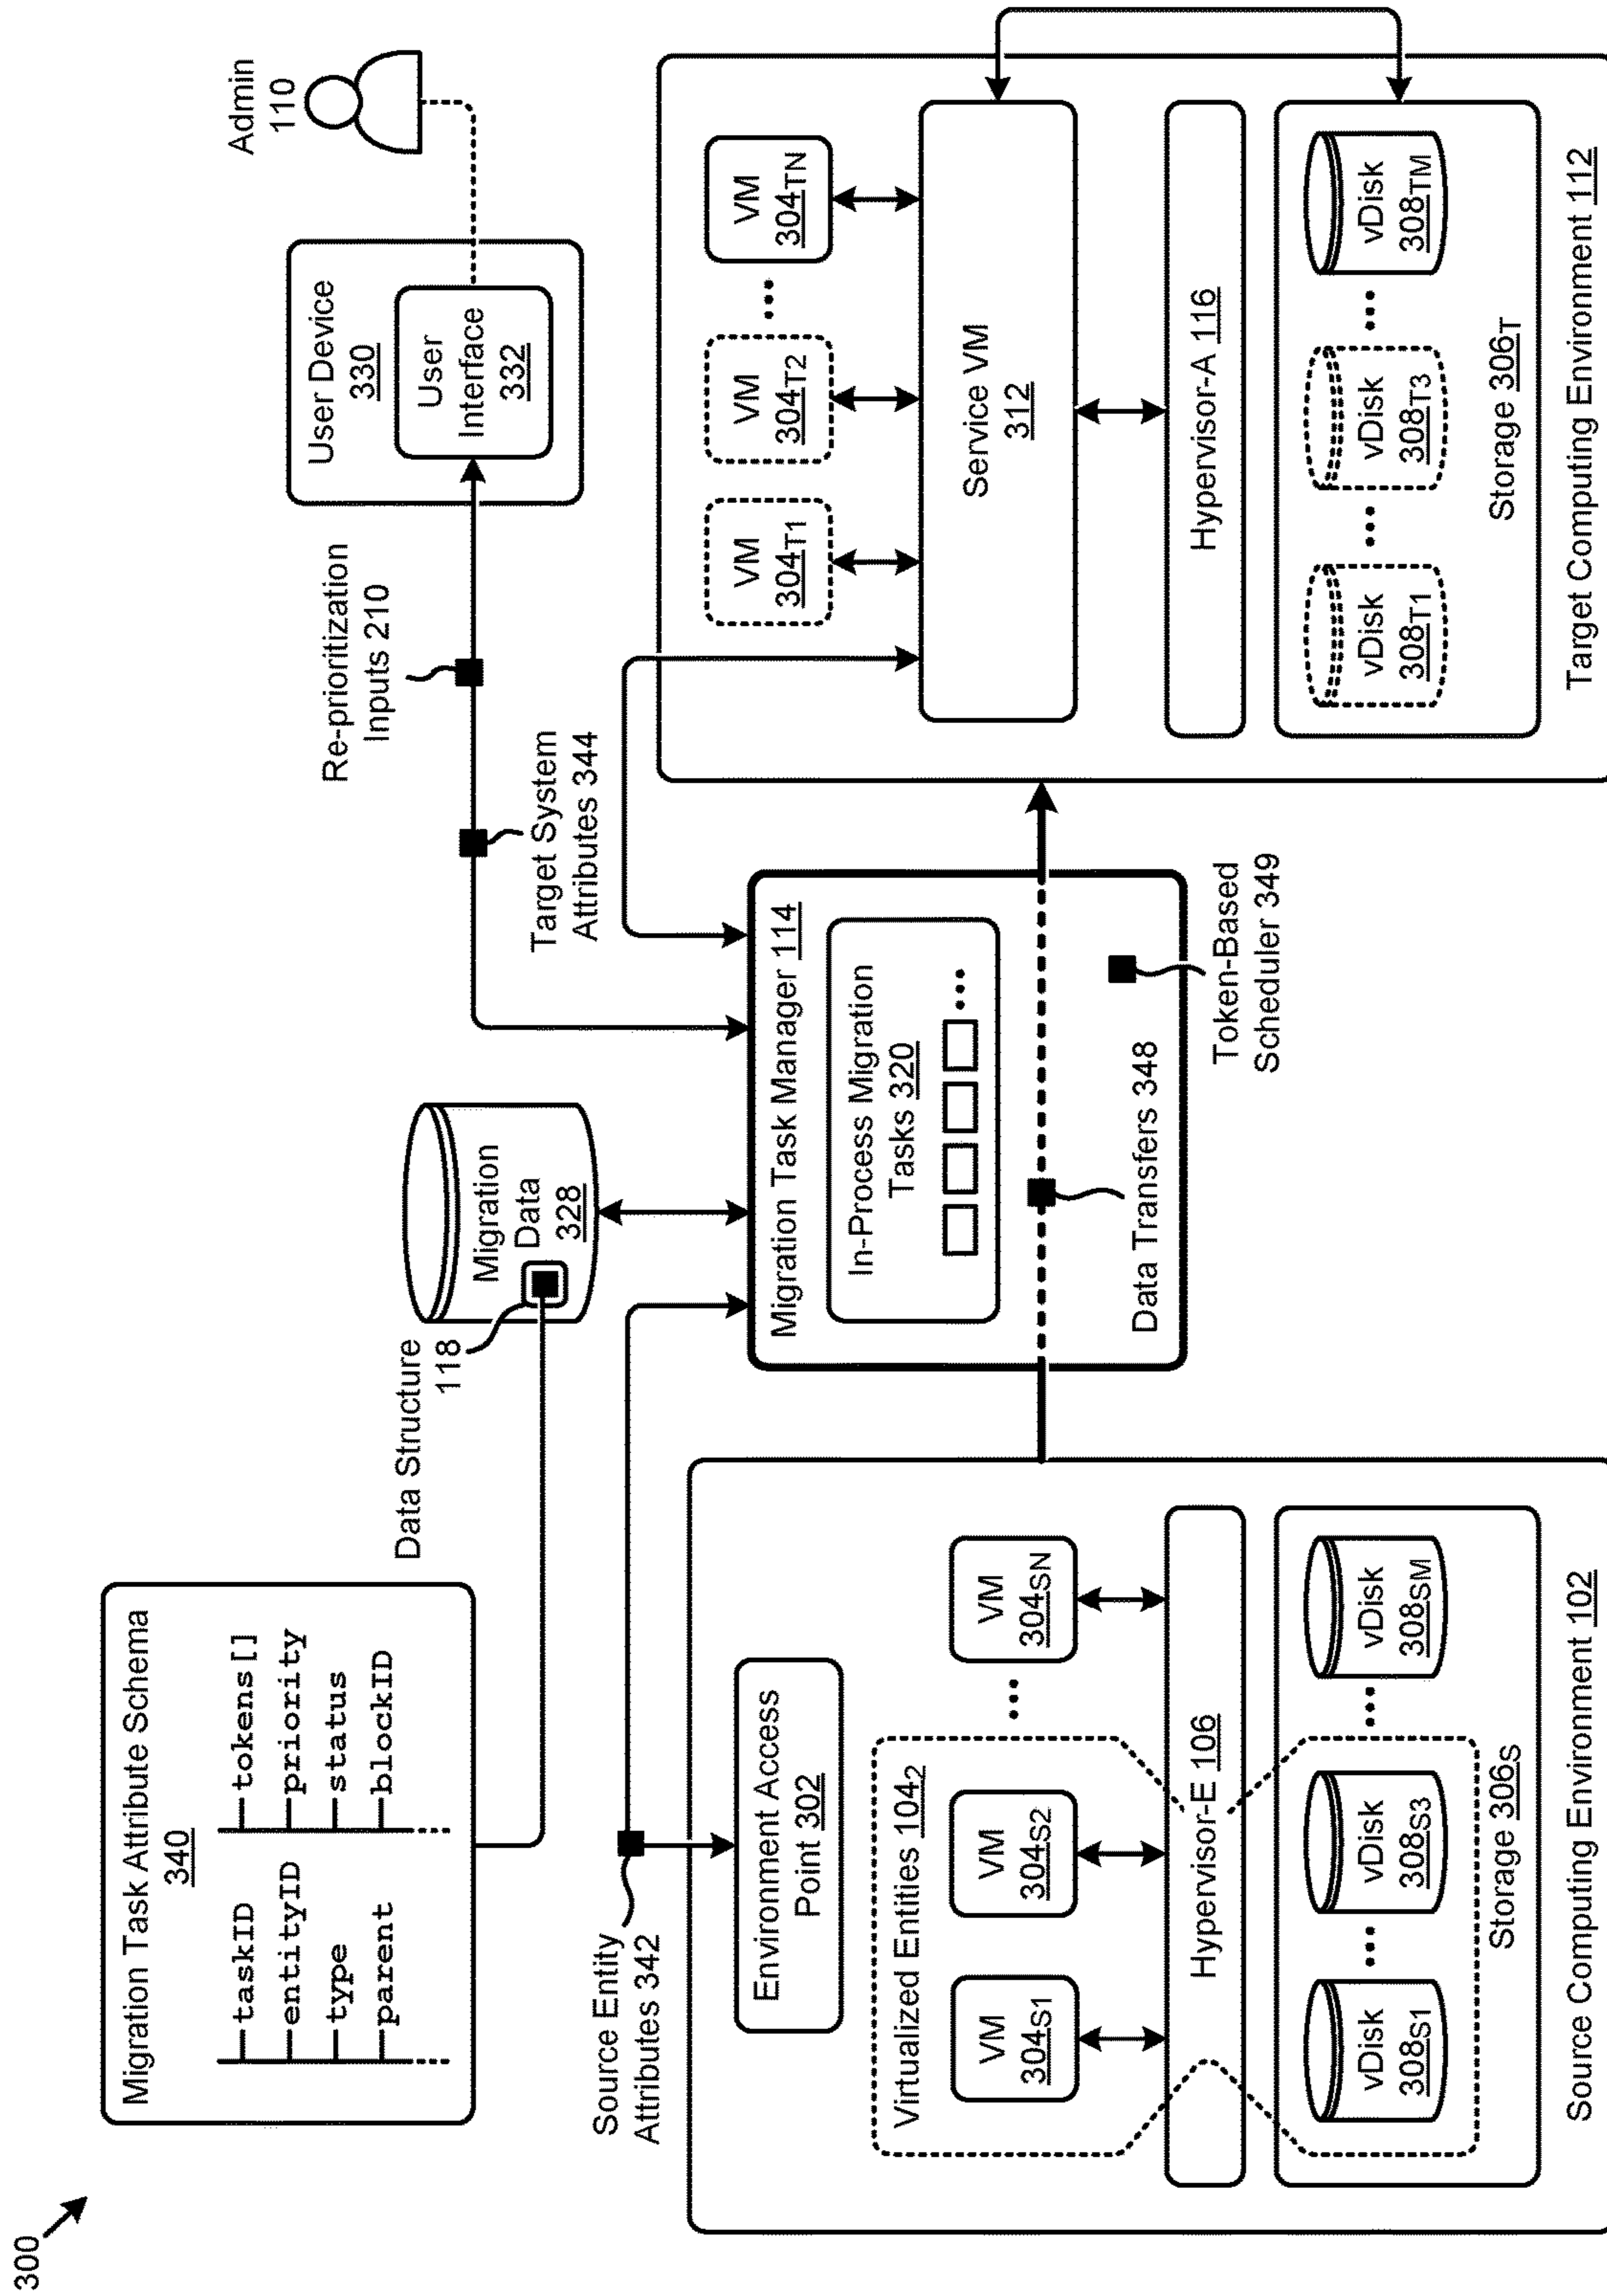 300
Migration Task Attribute Schema
340
taskID
entityID
type
parent
tokens[]
priority
status
blockID
Data Structure
118
Migration
Data
328
Re-prioritization
Inputs 210
Target System
Attributes 344
User Device
330
User
Interface
332
Admin
110
Source Entity
Attributes 342
Environment Access
Point 302
Virtualized Entities 104₂
VM
304S1
VM
304S2
...
VM
304SN
Hypervisor-E 106
vDisk
308S1
...
vDisk
308S3
...
vDisk
308SM
Storage 306S
Source Computing Environment 102
Migration Task Manager 114
In-Process Migration
Tasks 320
...
Data Transfers 348
Token-Based
Scheduler 349
VM
304T1
VM
304T2
...
VM
304TN
Service VM
312
Hypervisor-A 116
vDisk
308T1
...
vDisk
308T3
...
vDisk
308TM
Storage 306T
Target Computing Environment 112